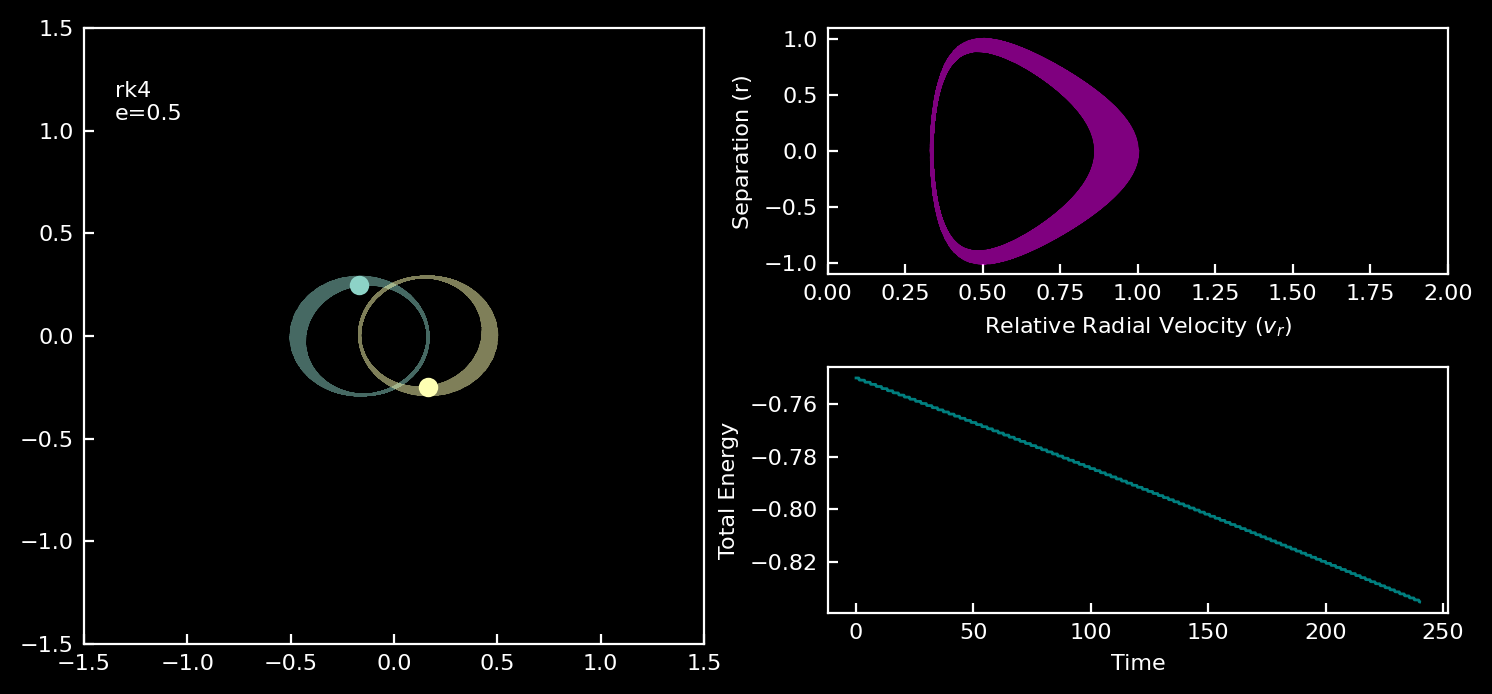 rk4
e=0.5
1.5
1.0
0.5
0.0
−0.5
−1.0
−1.5
−1.5 −1.0 −0.5 0.0 0.5 1.0 1.5
Separation (r)
1.0
0.5
0.0
−0.5
−1.0
0.00 0.25 0.50 0.75 1.00 1.25 1.50 1.75 2.00
Relative Radial Velocity (vr)
Total Energy
−0.76
−0.78
−0.80
−0.82
0 50 100 150 200 250
Time